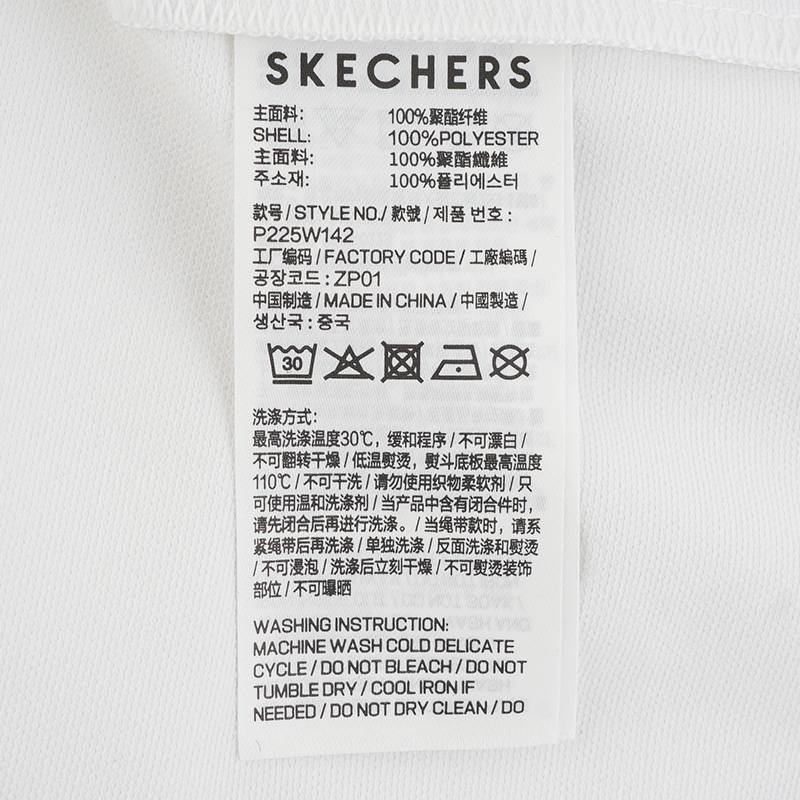 SKECHERS
主面料: 100%聚酯纤维
SHELL: 100%POLYESTER
主面料: 100%聚酯纖維
주소재: 100%폴리에스터
款号 / STYLE NO./ 款號 / 제품 번호 :
P225W142
工厂编码 / FACTORY CODE / 工廠編碼 /
공장코드 : ZP01
中国制造 / MADE IN CHINA / 中國製造 /
생산국 : 중국
30
洗涤方式:
最高洗涤温度30℃，缓和程序 / 不可漂白 /
不可翻转干燥 / 低温熨烫，熨斗底板最高温度
110℃ / 不可干洗 / 请勿使用织物柔软剂 / 只
可使用温和洗涤剂 / 当产品中含有闭合件时，
请先闭合后再进行洗涤。 / 当绳带款时，请系
紧绳带后再洗涤 / 单独洗涤 / 反面洗涤和熨烫
/ 不可浸泡 / 洗涤后立刻干燥 / 不可熨烫装饰
部位 / 不可曝晒
WASHING INSTRUCTION:
MACHINE WASH COLD DELICATE
CYCLE / DO NOT BLEACH / DO NOT
TUMBLE DRY / COOL IRON IF
NEEDED / DO NOT DRY CLEAN / DO